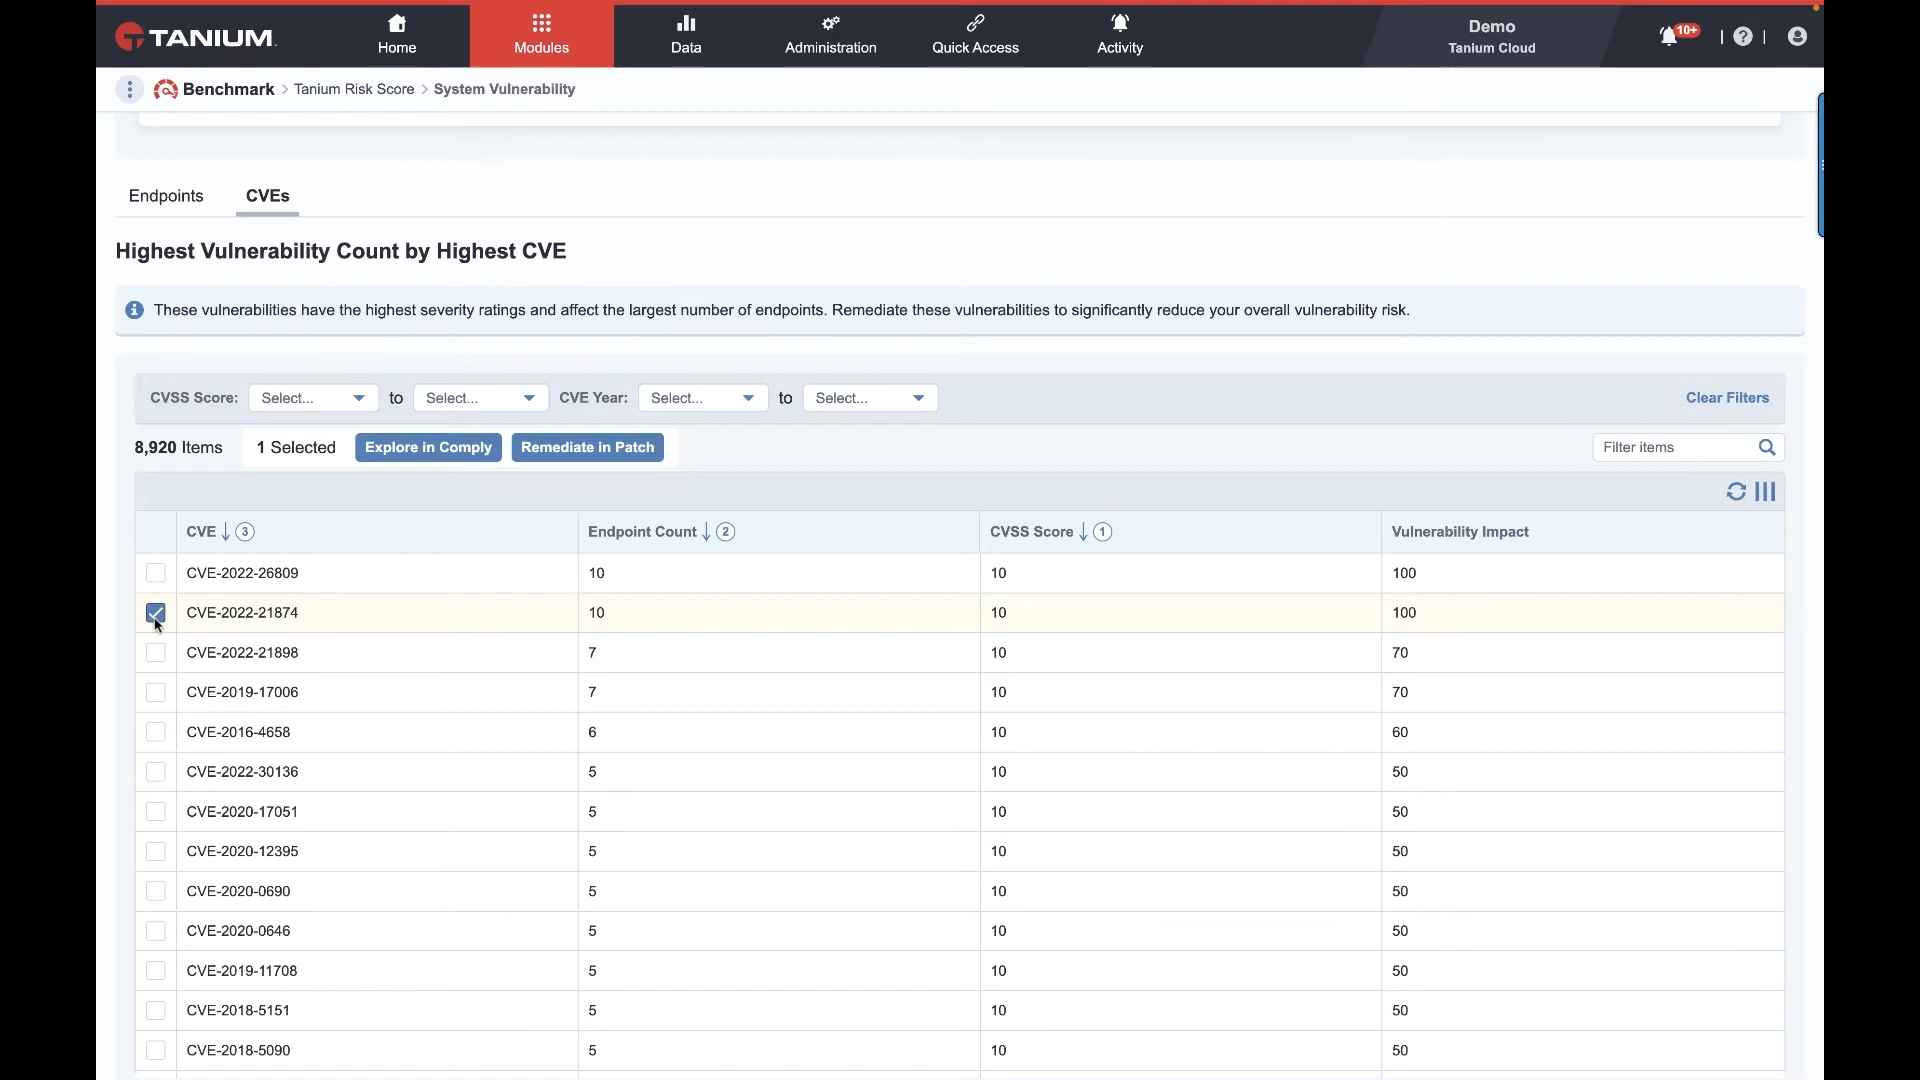 TANIUM
Home
Modules
Data
Administration
Quick Access
Activity
Demo
Tanium Cloud
10+
Benchmark > Tanium Risk Score > System Vulnerability
Endpoints CVEs
Highest Vulnerability Count by Highest CVE
These vulnerabilities have the highest severity ratings and affect the largest number of endpoints. Remediate these vulnerabilities to significantly reduce your overall vulnerability risk.
CVSS Score: Select... to Select... CVE Year: Select... to Select... Clear Filters
8,920 Items 1 Selected Explore in Comply Remediate in Patch Filter items
CVE 3 Endpoint Count 2 CVSS Score 1 Vulnerability Impact
CVE-2022-26809 10 10 100
CVE-2022-21874 10 10 100
CVE-2022-21898 7 10 70
CVE-2019-17006 7 10 70
CVE-2016-4658 6 10 60
CVE-2022-30136 5 10 50
CVE-2020-17051 5 10 50
CVE-2020-12395 5 10 50
CVE-2020-0690 5 10 50
CVE-2020-0646 5 10 50
CVE-2019-11708 5 10 50
CVE-2018-5151 5 10 50
CVE-2018-5090 5 10 50